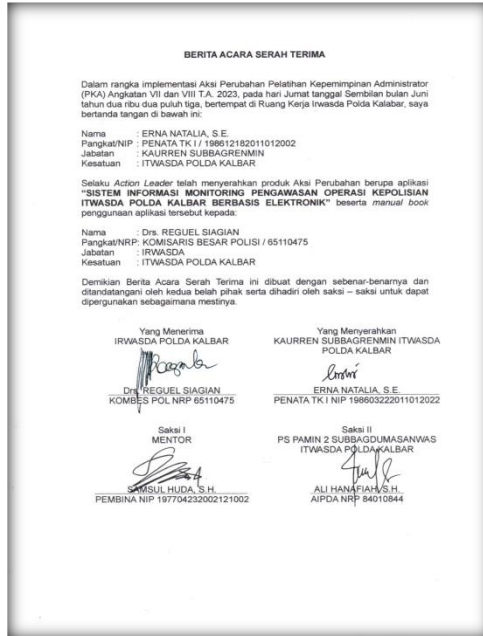 BERITA ACARA SERAH TERIMA
Dalam rangka implementasi Aksi Perubahan Pelatihan Kepemimpinan Administrator
(PKA) Angkatan VII dan VIII T.A. 2023, pada hari Jumat tanggal Sembilan bulan Juni
tahun dua ribu dua puluh tiga, bertempat di Ruang Kerja Irwasda Polda Kalabar, saya
bertanda tangan di bawah ini:
Nama : ERNA NATALIA, S.E.
Pangkat/NIP : PENATA TK I / 198612182011012002
Jabatan : KAURREN SUBBAGRENMIN
Kesatuan : ITWASDA POLDA KALBAR
Selaku Action Leader telah menyerahkan produk Aksi Perubahan berupa aplikasi
“SISTEM INFORMASI MONITORING PENGAWASAN OPERASI KEPOLISIAN
ITWASDA POLDA KALBAR BERBASIS ELEKTRONIK” beserta manual book
penggunaan aplikasi tersebut kepada:
Nama : Drs. REGUEL SIAGIAN
Pangkat/NRP: KOMISARIS BESAR POLISI / 65110475
Jabatan : IRWASDA
Kesatuan : ITWASDA POLDA KALBAR
Demikian Berita Acara Serah Terima ini dibuat dengan sebenar-benarnya dan
ditandatangani oleh kedua belah pihak serta dihadiri oleh saksi – saksi untuk dapat
dipergunakan sebagaimana mestinya.
Yang Menerima
IRWASDA POLDA KALBAR
Drs. REGUEL SIAGIAN
KOMBES POL NRP 65110475
Yang Menyerahkan
KAURREN SUBBAGRENMIN ITWASDA
POLDA KALBAR
ERNA NATALIA, S.E.
PENATA TK I NIP 198603222011012022
Saksi I
MENTOR
SAMSUL HUDA, S.H.
PEMBINA NIP 197704232002121002
Saksi II
PS PAMIN 2 SUBBAGDUMASANWAS
ITWASDA POLDA KALBAR
ALI HANAFIAH, S.H.
AIPDA NRP 84010844